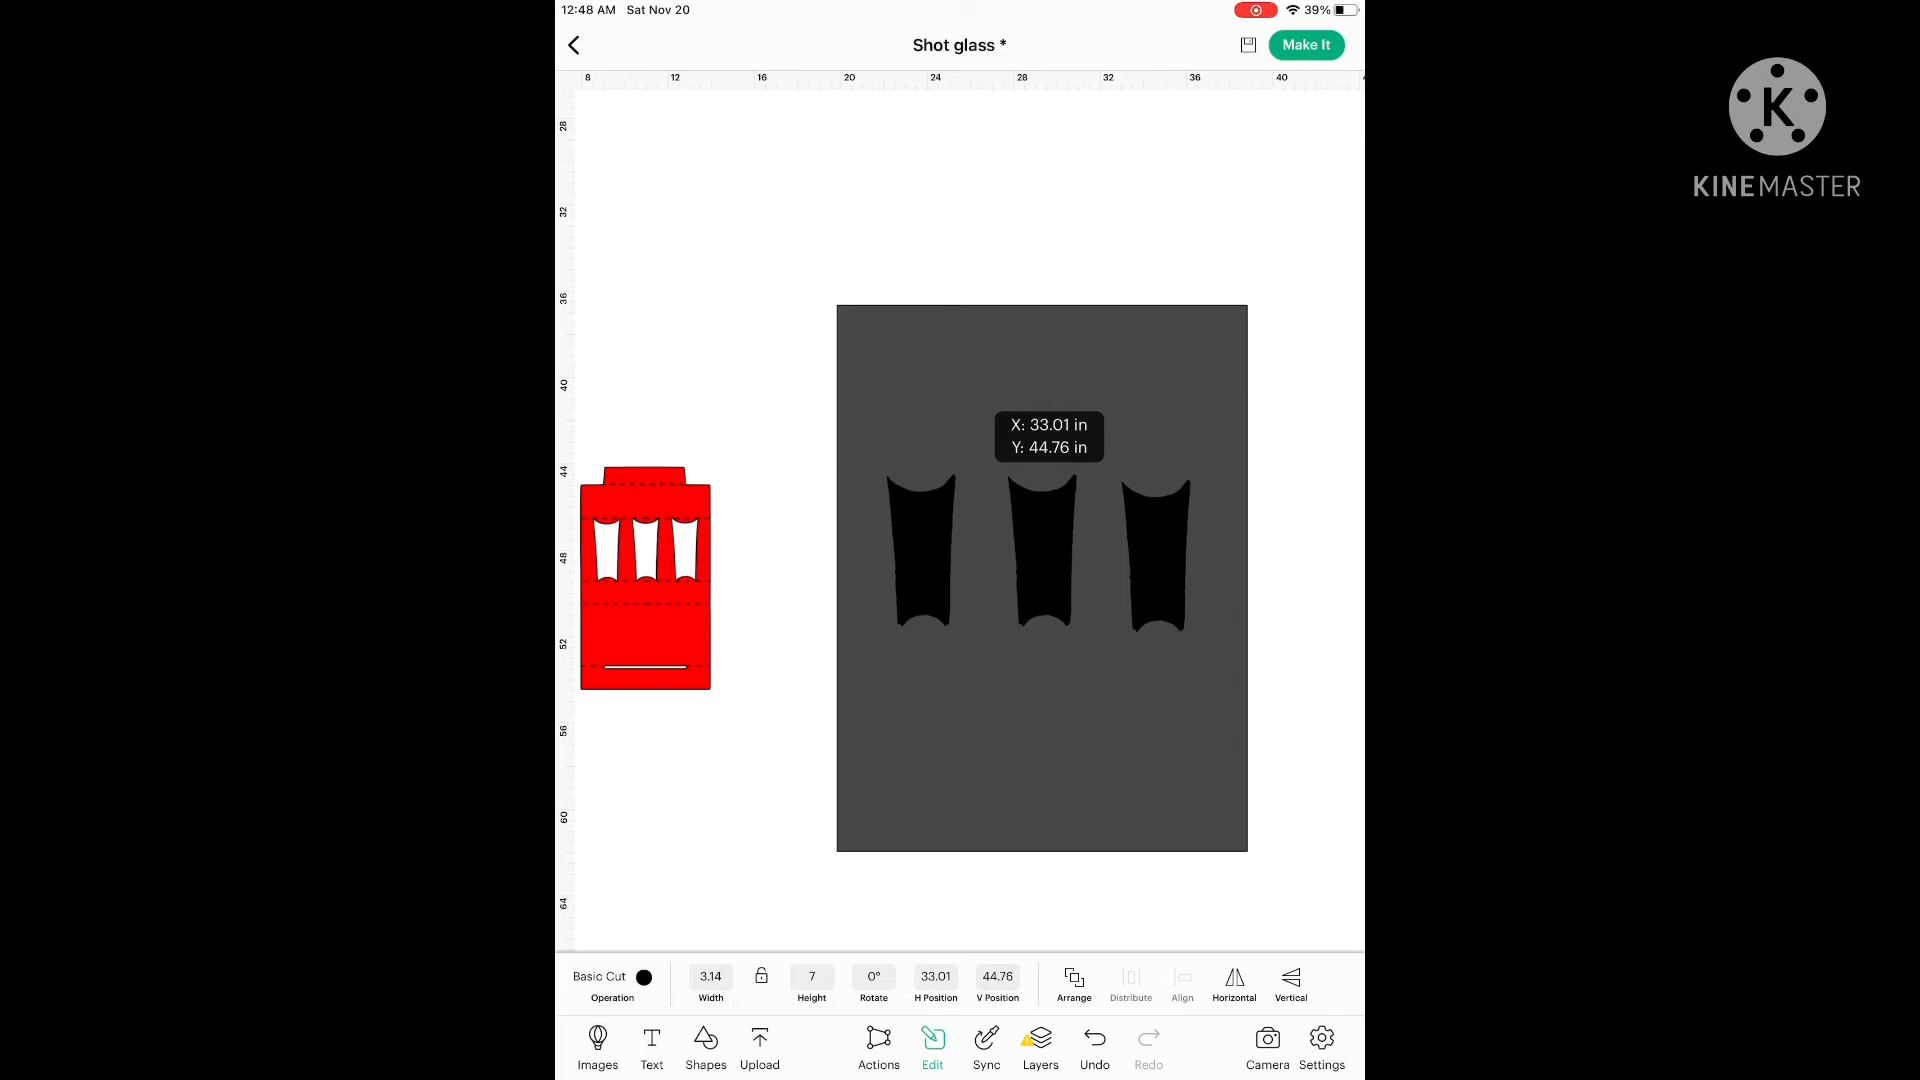 12:48 AM Sat Nov 20
39%
Shot glass *
Make It
8 12 16 20 24 28 32 36 40
28
32
36
40
44
48
52
56
60
64
X: 33.01 in
Y: 44.76 in
K
KINEMASTER
Basic Cut
3.14
7
0°
33.01
44.76
Operation
Width
Height
Rotate
H Position
V Position
Arrange
Distribute
Align
Horizontal
Vertical
Images
Text
Shapes
Upload
Actions
Edit
Sync
Layers
Undo
Redo
Camera
Settings